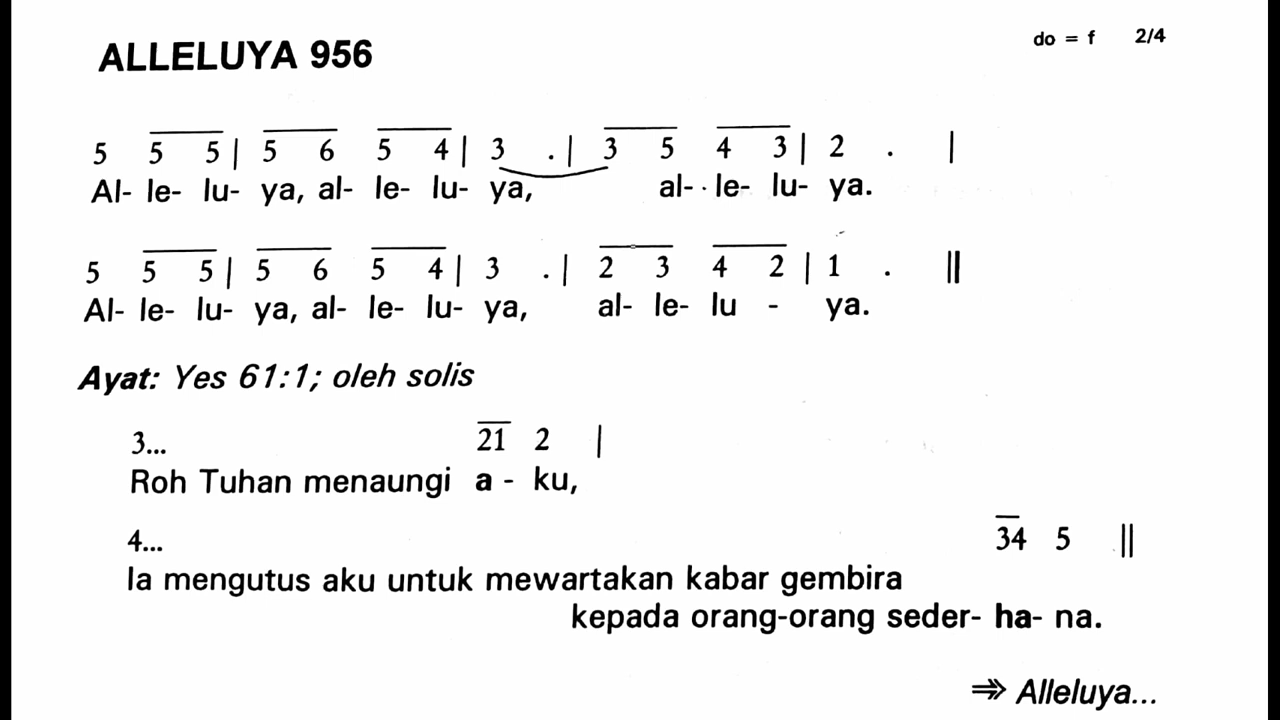 ALLELUYA 956
do = f 2/4
5 5 5 | 5 6 5 4 | 3 . | 3 5 4 3 | 2 . |
Al- le- lu- ya, al- le- lu- ya, al- le- lu- ya.
5 5 5 | 5 6 5 4 | 3 . | 2 3 4 2 | 1 . ||
Al- le- lu- ya, al- le- lu- ya, al- le- lu - ya.
Ayat: Yes 61:1; oleh solis
3... 21 2 |
Roh Tuhan menaungi a - ku,
4... 34 5 ||
Ia mengutus aku untuk mewartakan kabar gembira
kepada orang-orang seder- ha- na.
⇒ Alleluya...